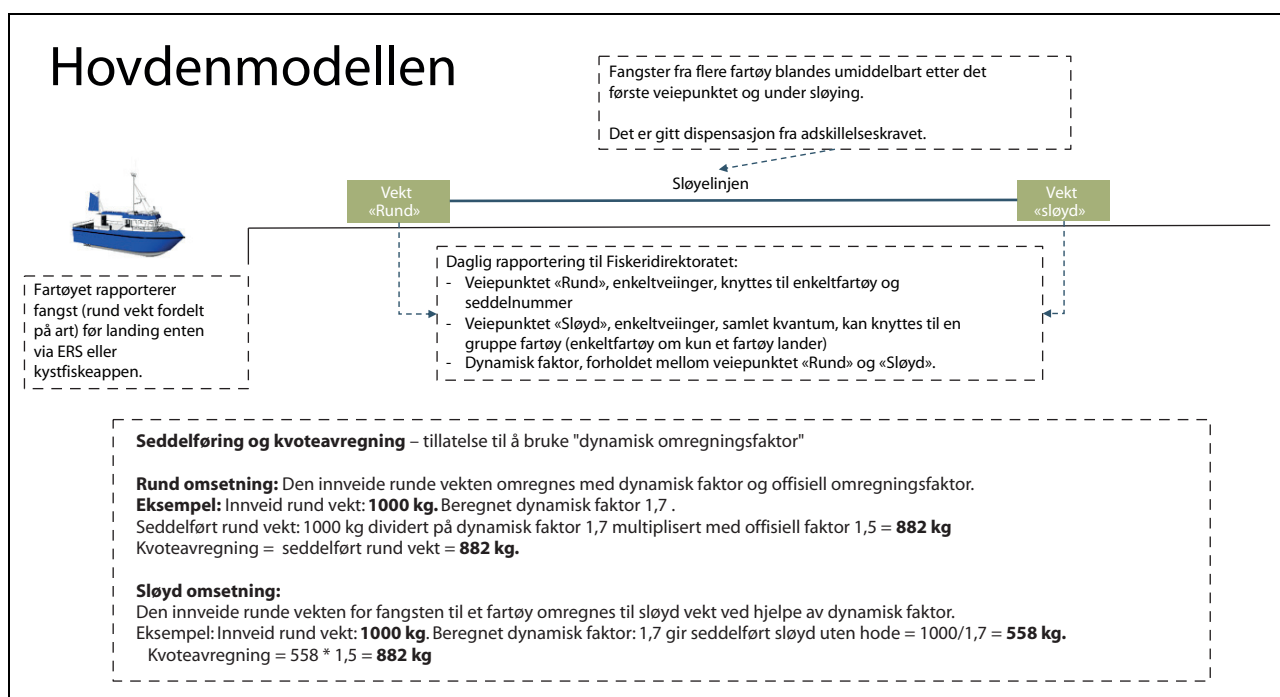 Hovdenmodellen
Fangster fra flere fartøy blandes umiddelbart etter det
første veiepunktet og under sløying.
Det er gitt dispensasjon fra adskillelseskravet.
Sløyelinjen
Vekt
«Rund»
Vekt
«sløyd»
Fartøyet rapporterer
fangst (rund vekt fordelt
på art) før landing enten
via ERS eller
kystfiskeappen.
Daglig rapportering til Fiskeridirektoratet:
- Veiepunktet «Rund», enkeltveiinger, knyttes til enkeltfartøy og
seddelnummer
- Veiepunktet «Sløyd», enkeltveiinger, samlet kvantum, kan knyttes til en
gruppe fartøy (enkeltfartøy om kun et fartøy lander)
- Dynamisk faktor, forholdet mellom veiepunktet «Rund» og «Sløyd».
Seddelføring og kvoteavregning – tillatelse til å bruke "dynamisk omregningsfaktor"
Rund omsetning: Den innveide runde vekten omregnes med dynamisk faktor og offisiell omregningsfaktor.
Eksempel: Innveid rund vekt: 1000 kg. Beregnet dynamisk faktor 1,7 .
Seddelført rund vekt: 1000 kg dividert på dynamisk faktor 1,7 multiplisert med offisiell faktor 1,5 = 882 kg
Kvoteavregning = seddelført rund vekt = 882 kg.
Sløyd omsetning:
Den innveide runde vekten for fangsten til et fartøy omregnes til sløyd vekt ved hjelpe av dynamisk faktor.
Eksempel: Innveid rund vekt: 1000 kg. Beregnet dynamisk faktor: 1,7 gir seddelført sløyd uten hode = 1000/1,7 = 558 kg.
Kvoteavregning = 558 * 1,5 = 882 kg